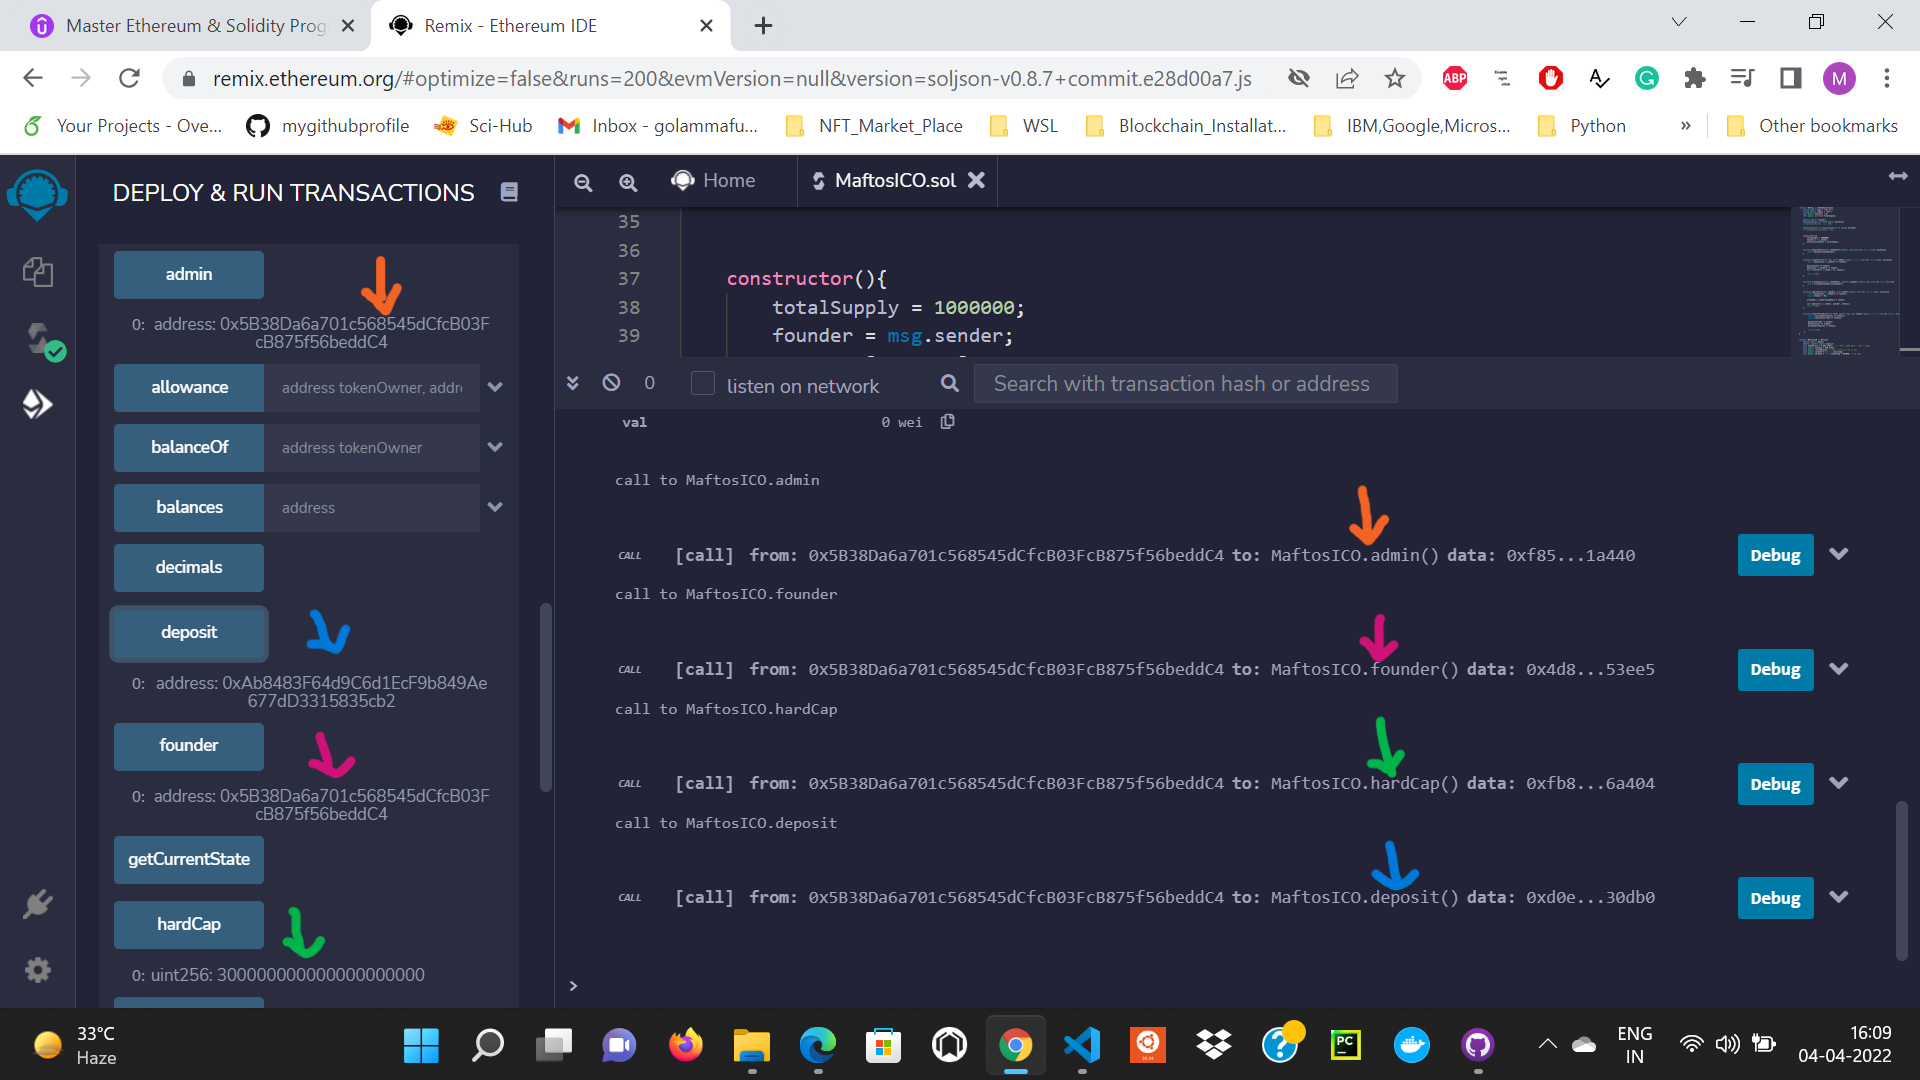 Master Ethereum & Solidity Prog
Remix - Ethereum IDE
remix.ethereum.org/#optimize=false&runs=200&evmVersion=null&version=soljson-v0.8.7+commit.e28d00a7.js
ABP
M
Your Projects - Ove...
mygithubprofile
Sci-Hub
Inbox - golammafu...
NFT_Market_Place
WSL
Blockchain_Installat...
IBM,Google,Micros...
Python
»
Other bookmarks
DEPLOY & RUN TRANSACTIONS
admin
0: address: 0x5B38Da6a701c568545dCfcB03F
cB875f56beddC4
allowance
address tokenOwner, addr
balanceOf
address tokenOwner
balances
address
decimals
deposit
0: address: 0xAb8483F64d9C6d1EcF9b849Ae
677dD3315835cb2
founder
0: address: 0x5B38Da6a701c568545dCfcB03F
cB875f56beddC4
getCurrentState
hardCap
0: uint256: 300000000000000000000
Home
MaftosICO.sol
35
36
37 constructor(){
38 totalSupply = 1000000;
39 founder = msg.sender;
0
listen on network
Search with transaction hash or address
val 0 wei
call to MaftosICO.admin
CALL [call] from: 0x5B38Da6a701c568545dCfcB03FcB875f56beddC4 to: MaftosICO.admin() data: 0xf85...1a440
Debug
call to MaftosICO.founder
CALL [call] from: 0x5B38Da6a701c568545dCfcB03FcB875f56beddC4 to: MaftosICO.founder() data: 0x4d8...53ee5
Debug
call to MaftosICO.hardCap
CALL [call] from: 0x5B38Da6a701c568545dCfcB03FcB875f56beddC4 to: MaftosICO.hardCap() data: 0xfb8...6a404
Debug
call to MaftosICO.deposit
CALL [call] from: 0x5B38Da6a701c568545dCfcB03FcB875f56beddC4 to: MaftosICO.deposit() data: 0xd0e...30db0
Debug
>
33°C
Haze
PC
ENG
IN
16:09
04-04-2022